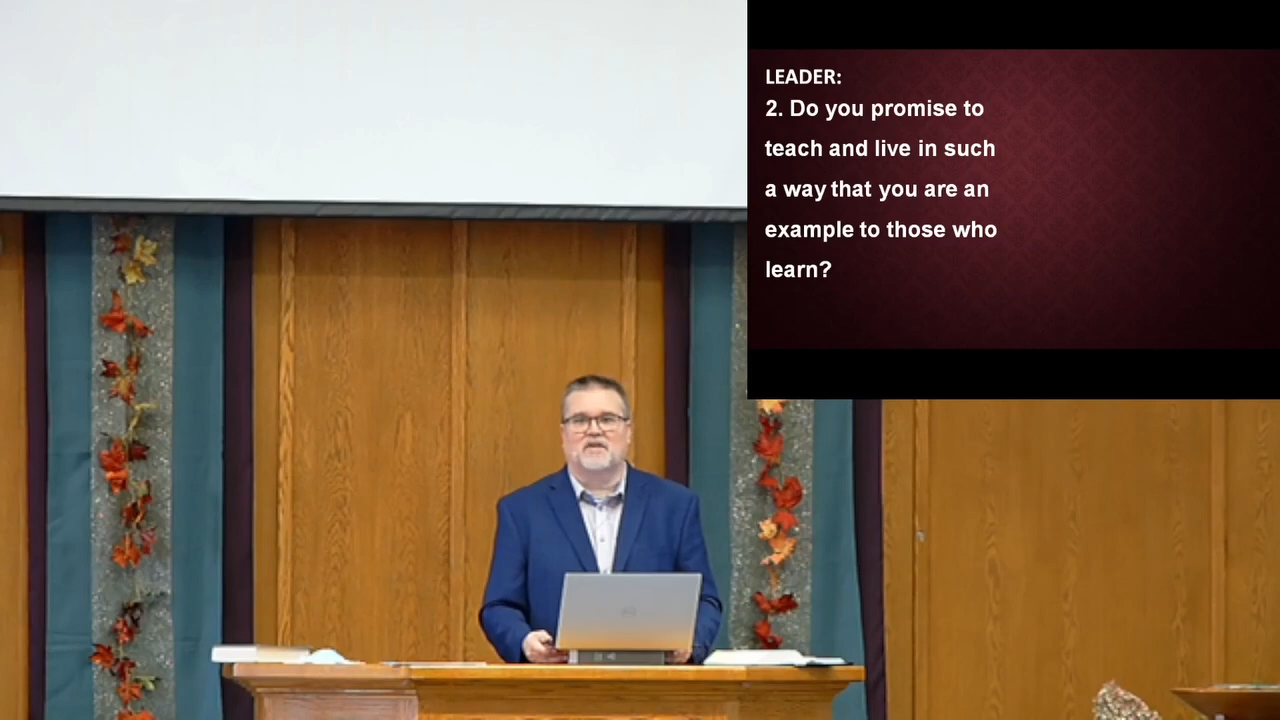 LEADER:
2. Do you promise to
teach and live in such
a way that you are an
example to those who
learn?